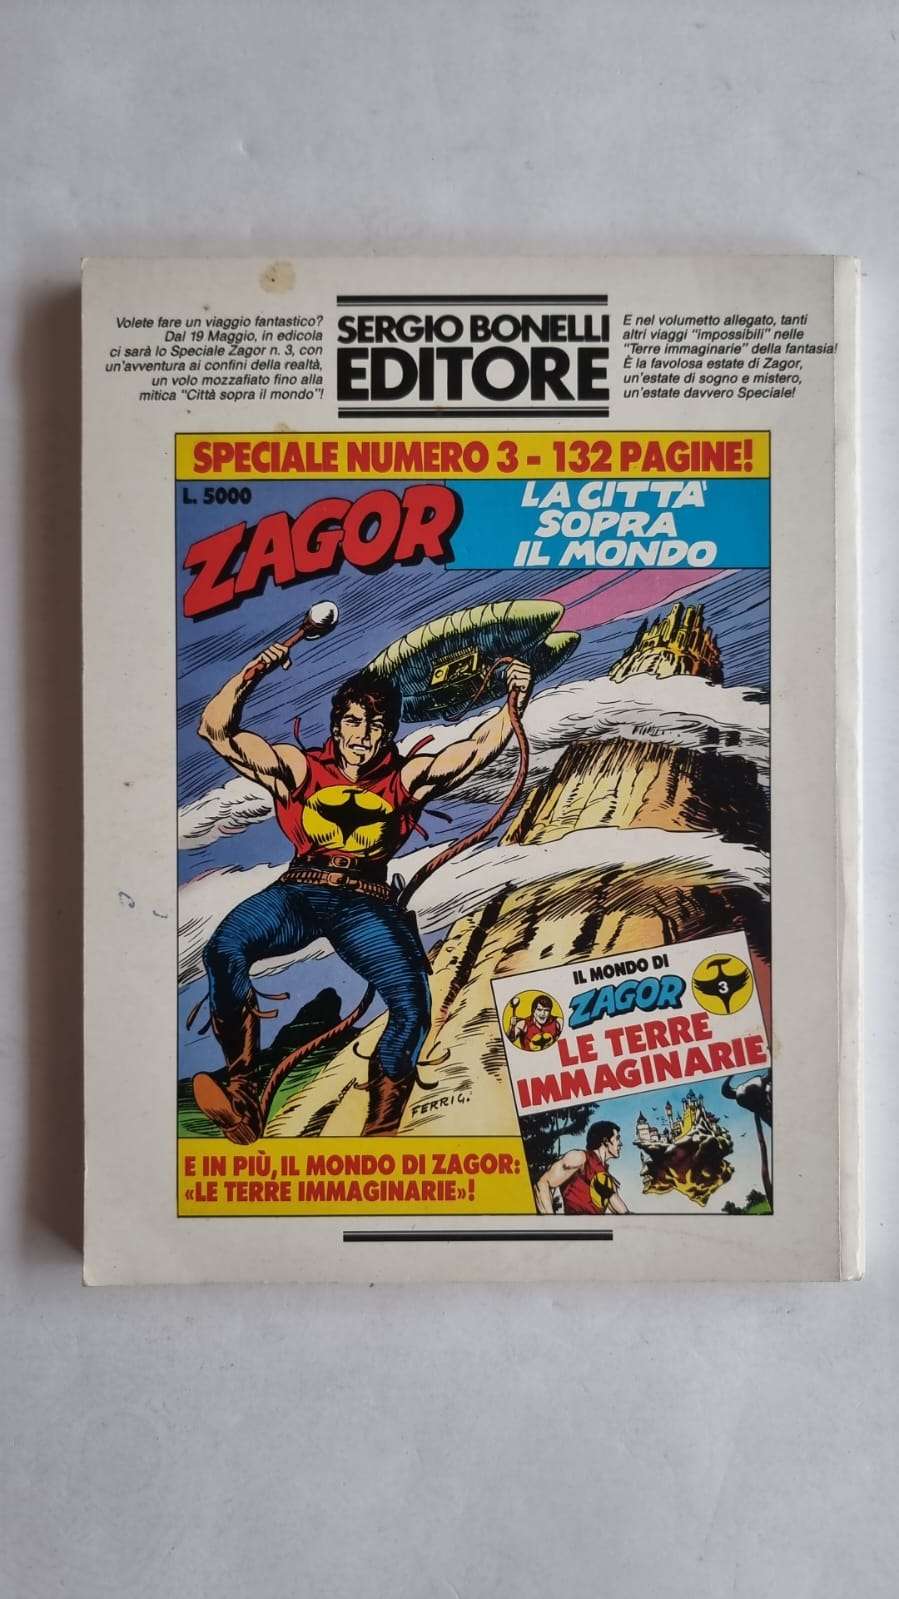 Volete fare un viaggio fantastico?
Dal 19 Maggio, in edicola
ci sarà lo Speciale Zagor n. 3, con
un'avventura ai confini della realtà,
un volo mozzafiato fino alla
mitica "Città sopra il mondo"!
SERGIO BONELLI
EDITORE
E nel volumetto allegato, tanti
altri viaggi "impossibili" nelle
"Terre immaginarie" della fantasia!
È la favolosa estate di Zagor,
un'estate di sogno e mistero,
un'estate davvero Speciale!
SPECIALE NUMERO 3 - 132 PAGINE!
L. 5000
ZAGOR
LA CITTA'
SOPRA
IL MONDO
FERRI G.
IL MONDO DI
ZAGOR
3
LE TERRE
IMMAGINARIE
E IN PIÙ, IL MONDO DI ZAGOR:
«LE TERRE IMMAGINARIE»!